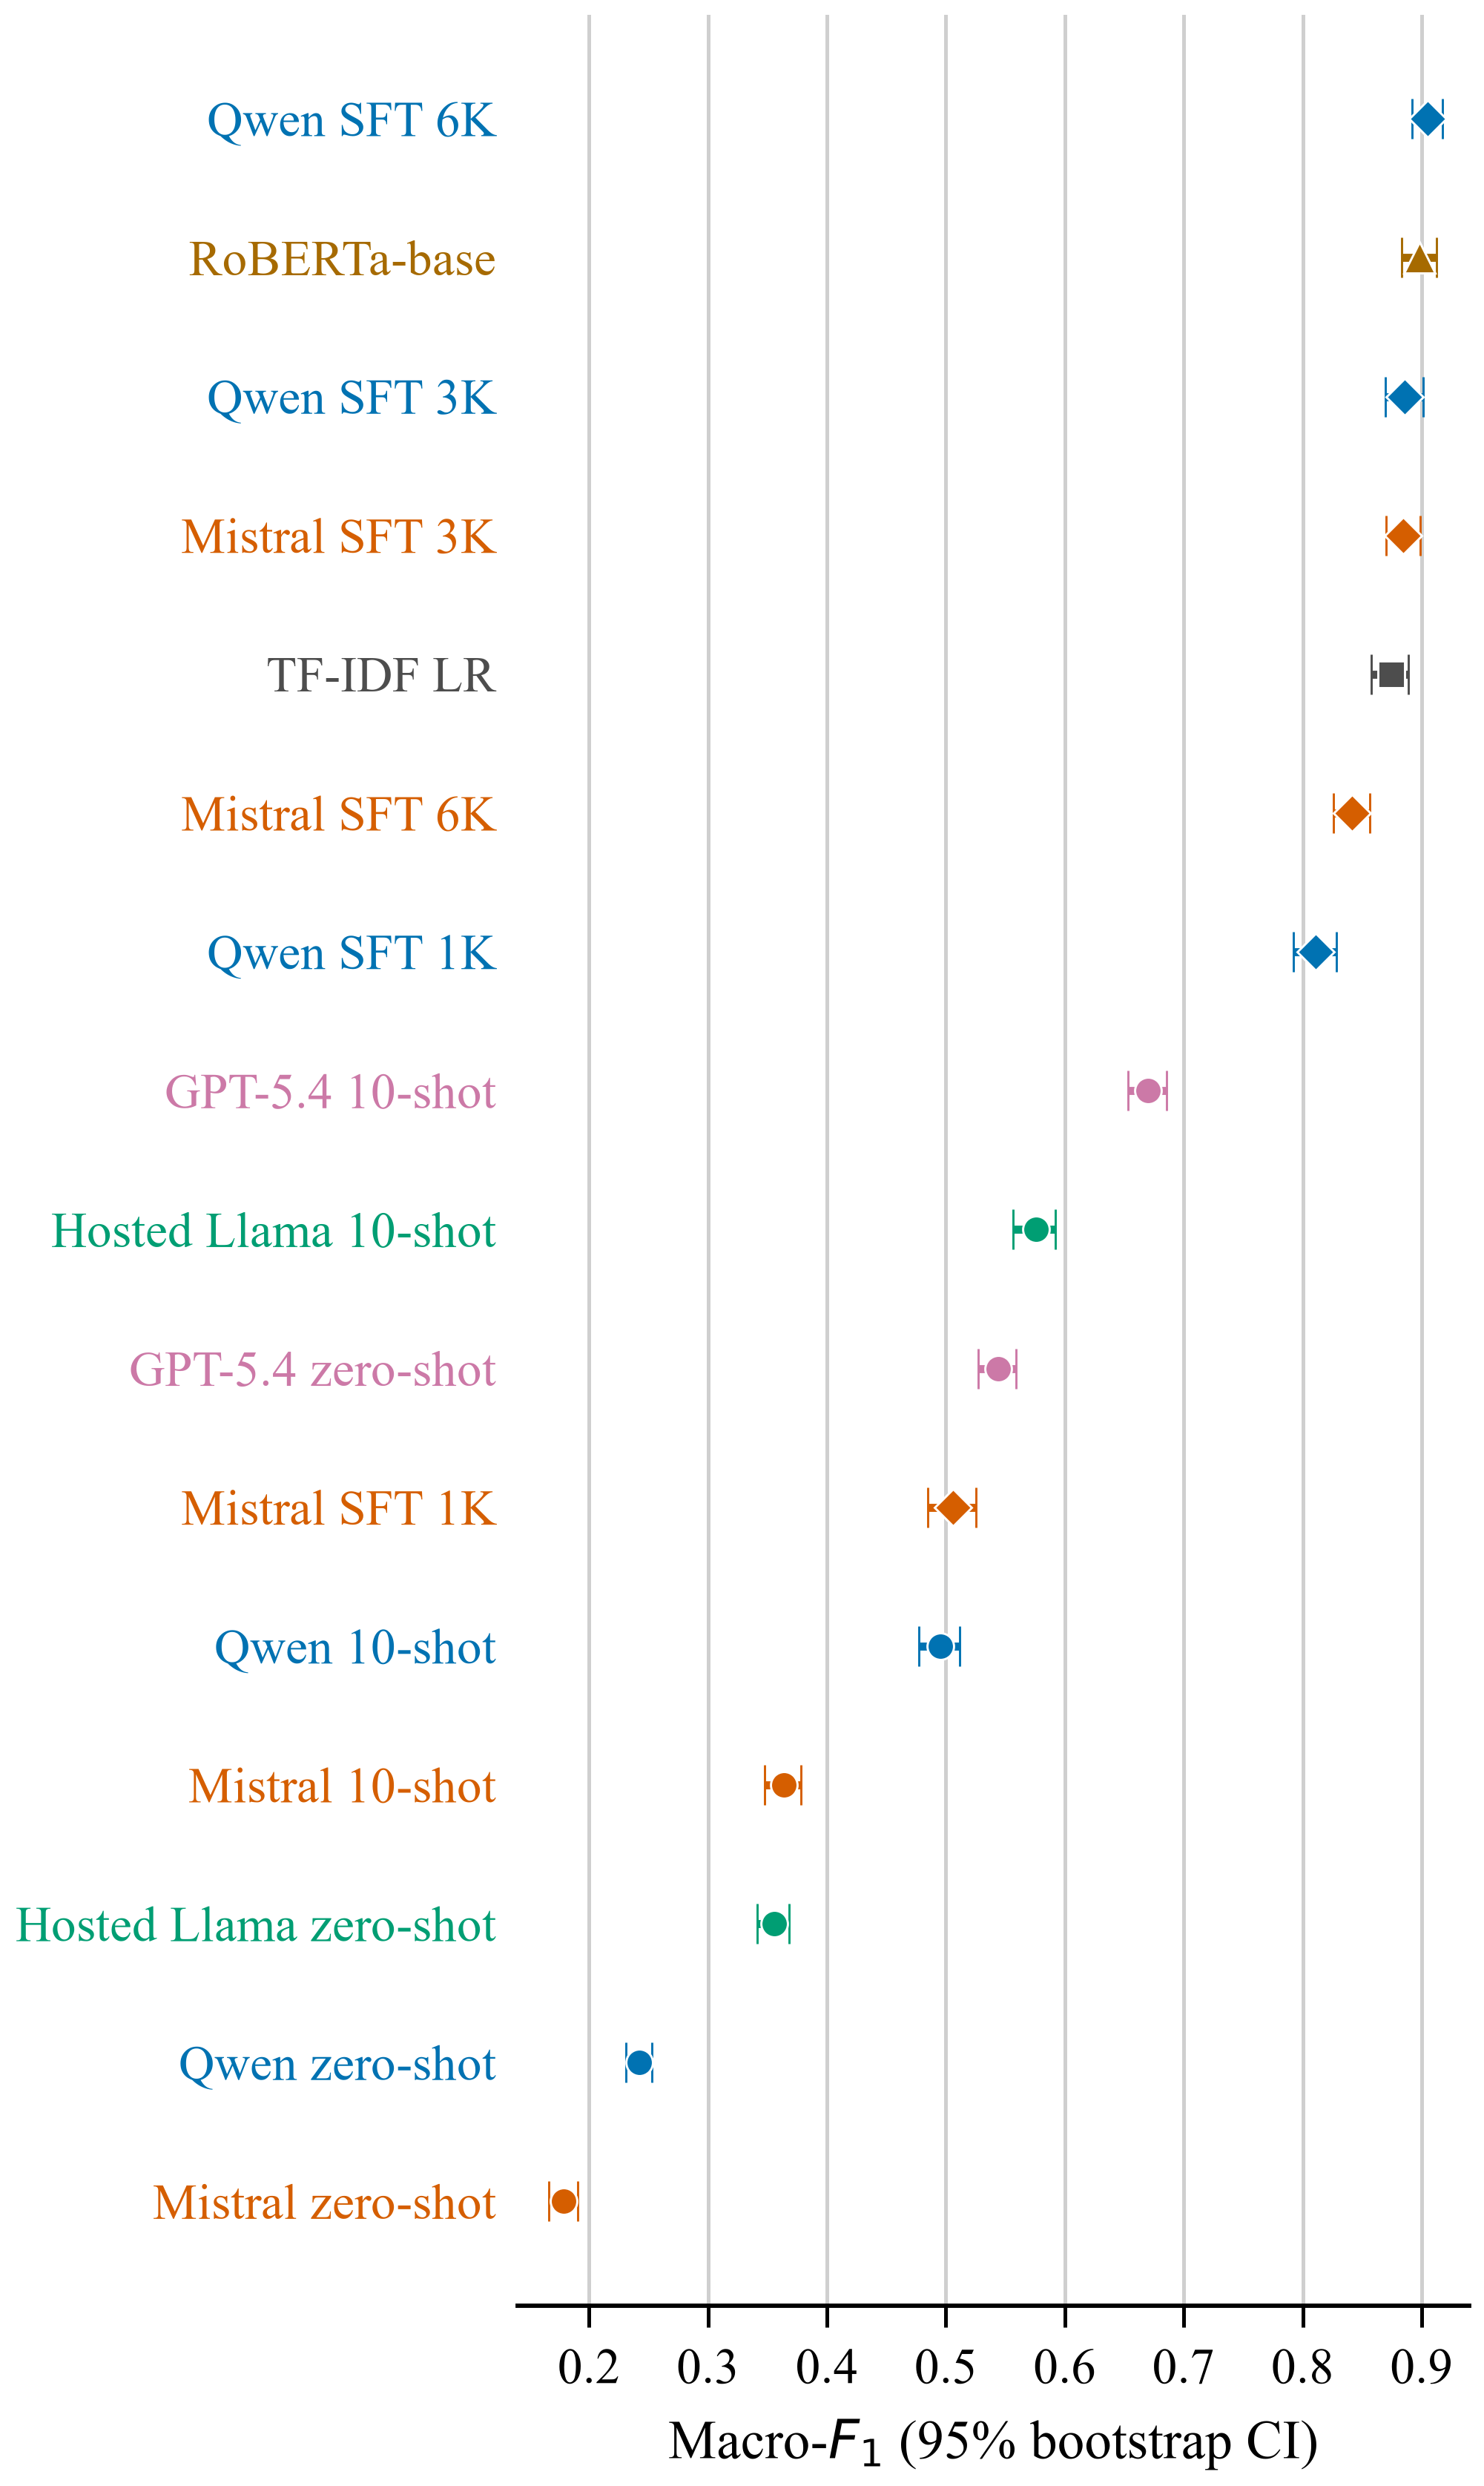 Qwen SFT 6K
RoBERTa-base
Qwen SFT 3K
Mistral SFT 3K
TF-IDF LR
Mistral SFT 6K
Qwen SFT 1K
GPT-5.4 10-shot
Hosted Llama 10-shot
GPT-5.4 zero-shot
Mistral SFT 1K
Qwen 10-shot
Mistral 10-shot
Hosted Llama zero-shot
Qwen zero-shot
Mistral zero-shot
0.2 0.3 0.4 0.5 0.6 0.7 0.8 0.9
Macro-F₁ (95% bootstrap CI)